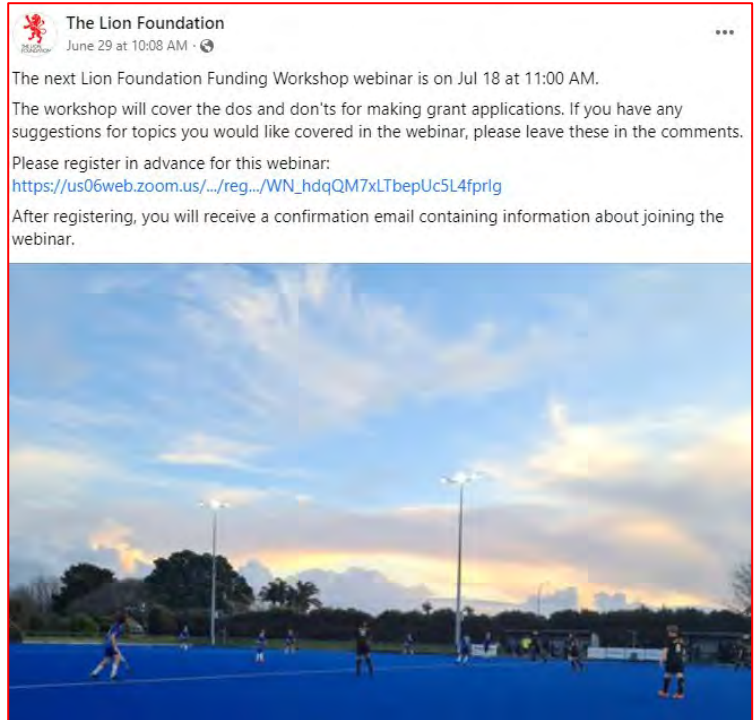 The Lion Foundation
June 29 at 10:08 AM ·
The next Lion Foundation Funding Workshop webinar is on Jul 18 at 11:00 AM.
The workshop will cover the dos and don'ts for making grant applications. If you have any
suggestions for topics you would like covered in the webinar, please leave these in the comments.
Please register in advance for this webinar:
https://us06web.zoom.us/.../reg.../WN_hdqQM7xLTbepUc5L4fprIg
After registering, you will receive a confirmation email containing information about joining the
webinar.